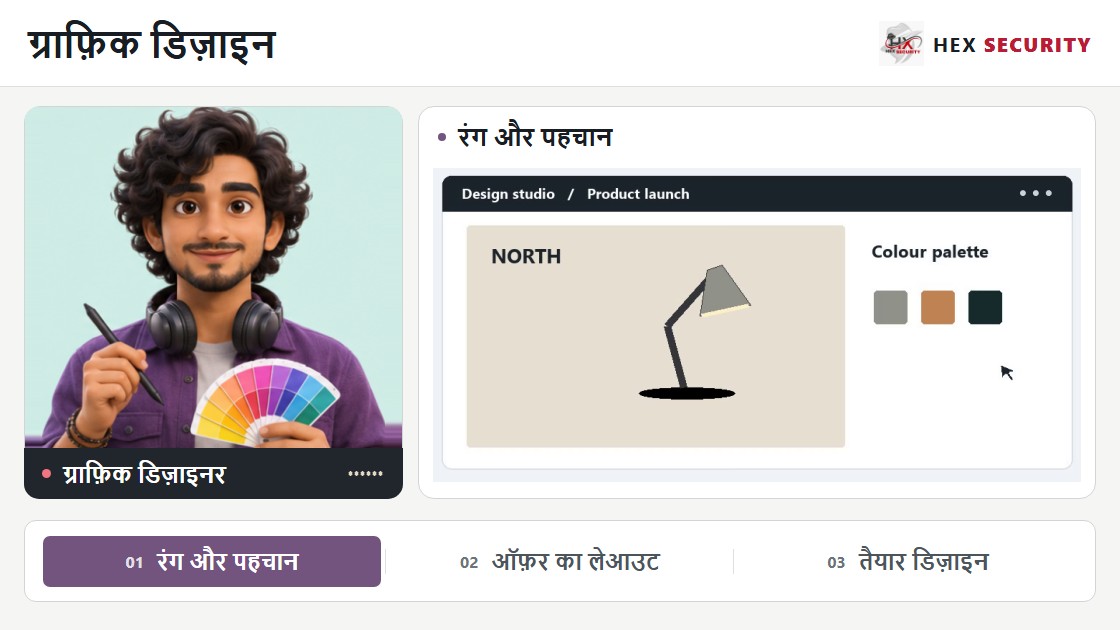 ग्राफ़िक डिज़ाइन
HEX SECURITY
रंग और पहचान
Design studio / Product launch
NORTH
Colour palette
ग्राफ़िक डिज़ाइनर
01 रंग और पहचान
02 ऑफ़र का लेआउट
03 तैयार डिज़ाइन